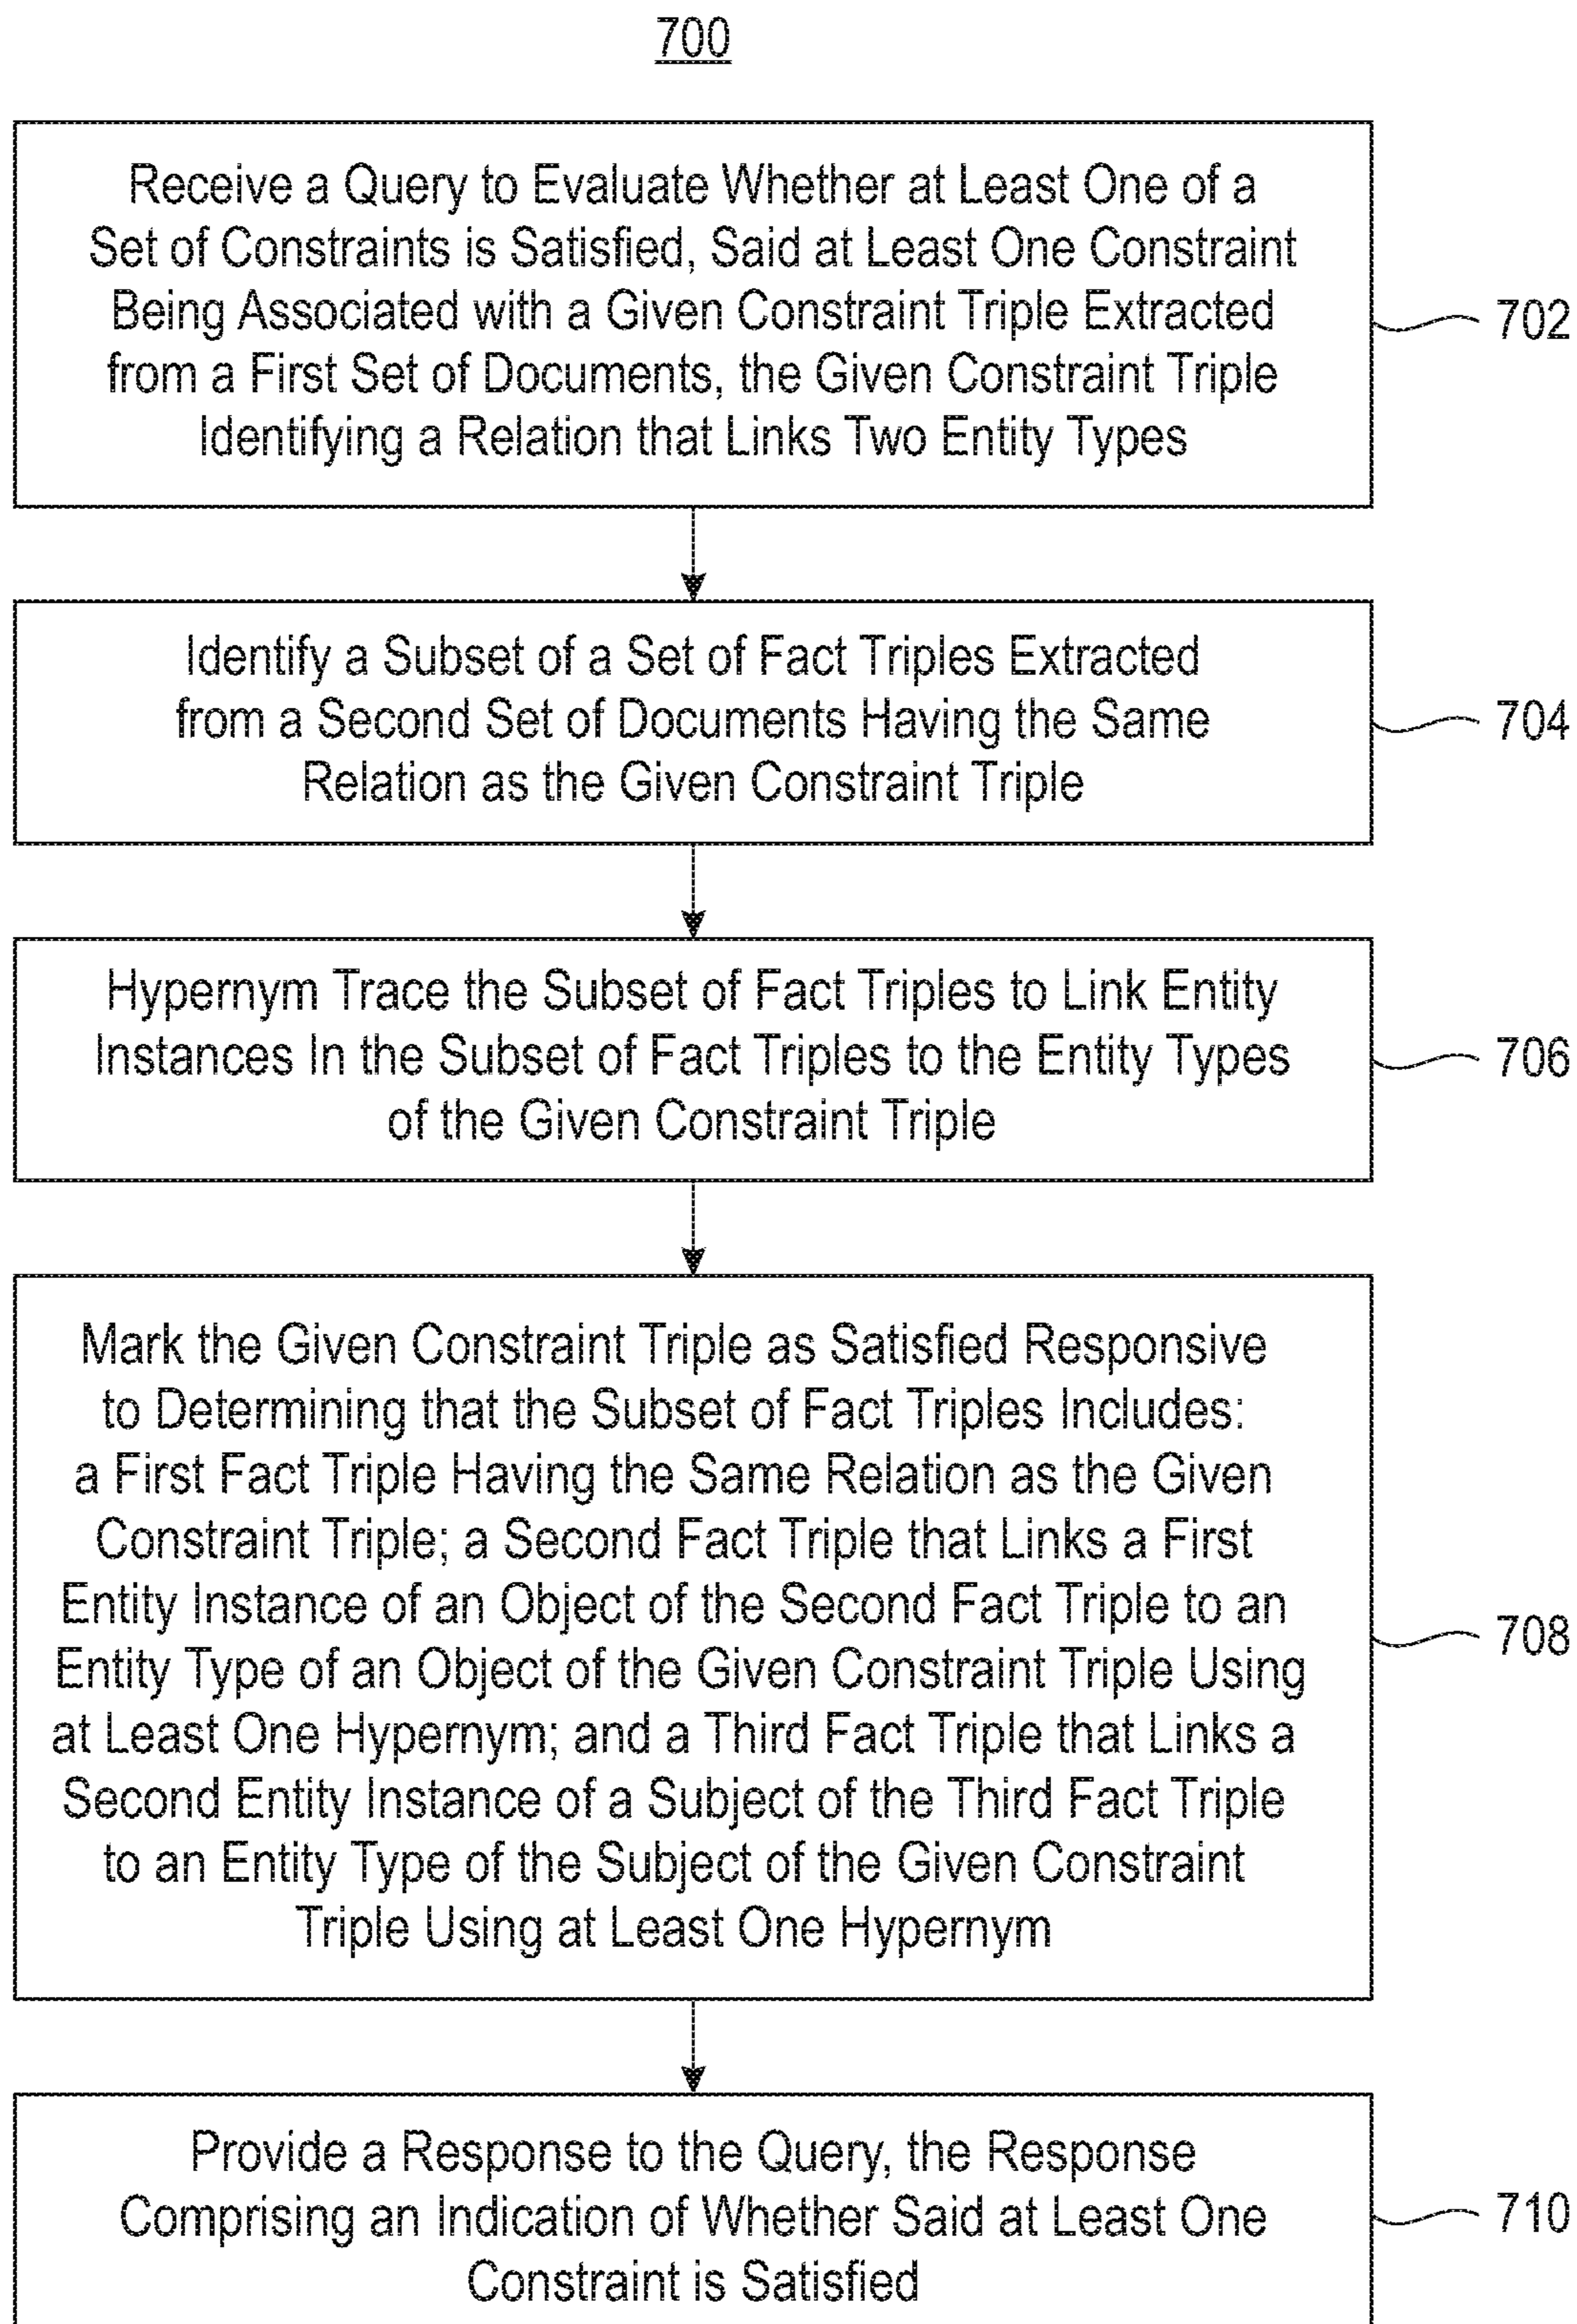 700
Receive a Query to Evaluate Whether at Least One of a
Set of Constraints is Satisfied, Said at Least One Constraint
Being Associated with a Given Constraint Triple Extracted
from a First Set of Documents, the Given Constraint Triple
Identifying a Relation that Links Two Entity Types
702
Identify a Subset of a Set of Fact Triples Extracted
from a Second Set of Documents Having the Same
Relation as the Given Constraint Triple
704
Hypernym Trace the Subset of Fact Triples to Link Entity
Instances In the Subset of Fact Triples to the Entity Types
of the Given Constraint Triple
706
Mark the Given Constraint Triple as Satisfied Responsive
to Determining that the Subset of Fact Triples Includes:
a First Fact Triple Having the Same Relation as the Given
Constraint Triple; a Second Fact Triple that Links a First
Entity Instance of an Object of the Second Fact Triple to an
Entity Type of an Object of the Given Constraint Triple Using
at Least One Hypernym; and a Third Fact Triple that Links a
Second Entity Instance of a Subject of the Third Fact Triple
to an Entity Type of the Subject of the Given Constraint
Triple Using at Least One Hypernym
708
Provide a Response to the Query, the Response
Comprising an Indication of Whether Said at Least One
Constraint is Satisfied
710